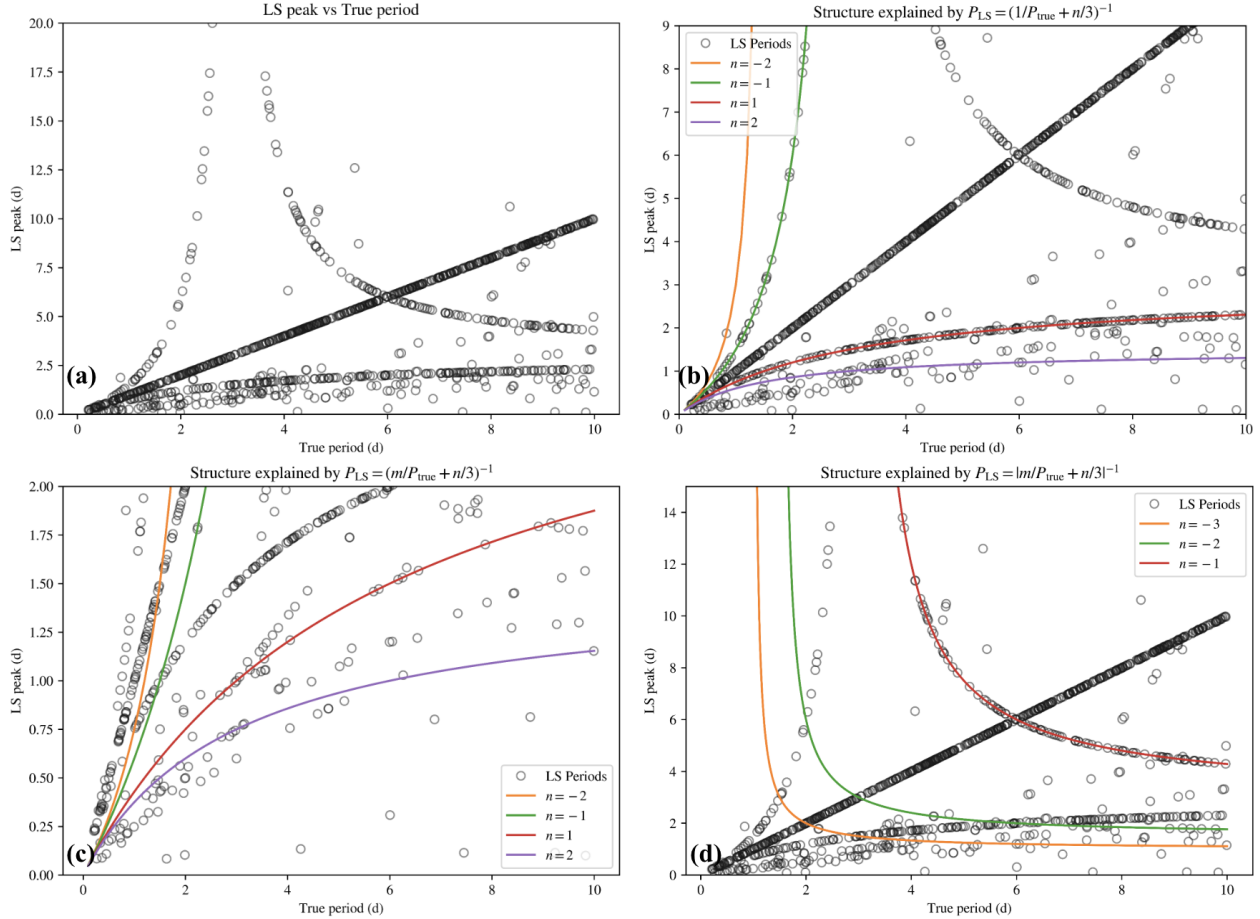 LS peak vs True period
20.0
17.5
15.0
12.5
10.0
7.5
5.0
2.5
0.0
LS peak (d)
(a)
0 2 4 6 8 10
True period (d)
Structure explained by P_LS = (1/P_true + n/3)^−1
LS Periods
n = −2
n = −1
n = 1
n = 2
9
8
7
6
5
4
3
2
1
0
LS peak (d)
(b)
0 2 4 6 8 10
True period (d)
Structure explained by P_LS = (m/P_true + n/3)^−1
2.00
1.75
1.50
1.25
1.00
0.75
0.50
0.25
0.00
LS peak (d)
LS Periods
n = −2
n = −1
n = 1
n = 2
(c)
0 2 4 6 8 10
True period (d)
Structure explained by P_LS = |m/P_true + n/3|^−1
LS Periods
n = −3
n = −2
n = −1
14
12
10
8
6
4
2
0
LS peak (d)
(d)
0 2 4 6 8 10
True period (d)